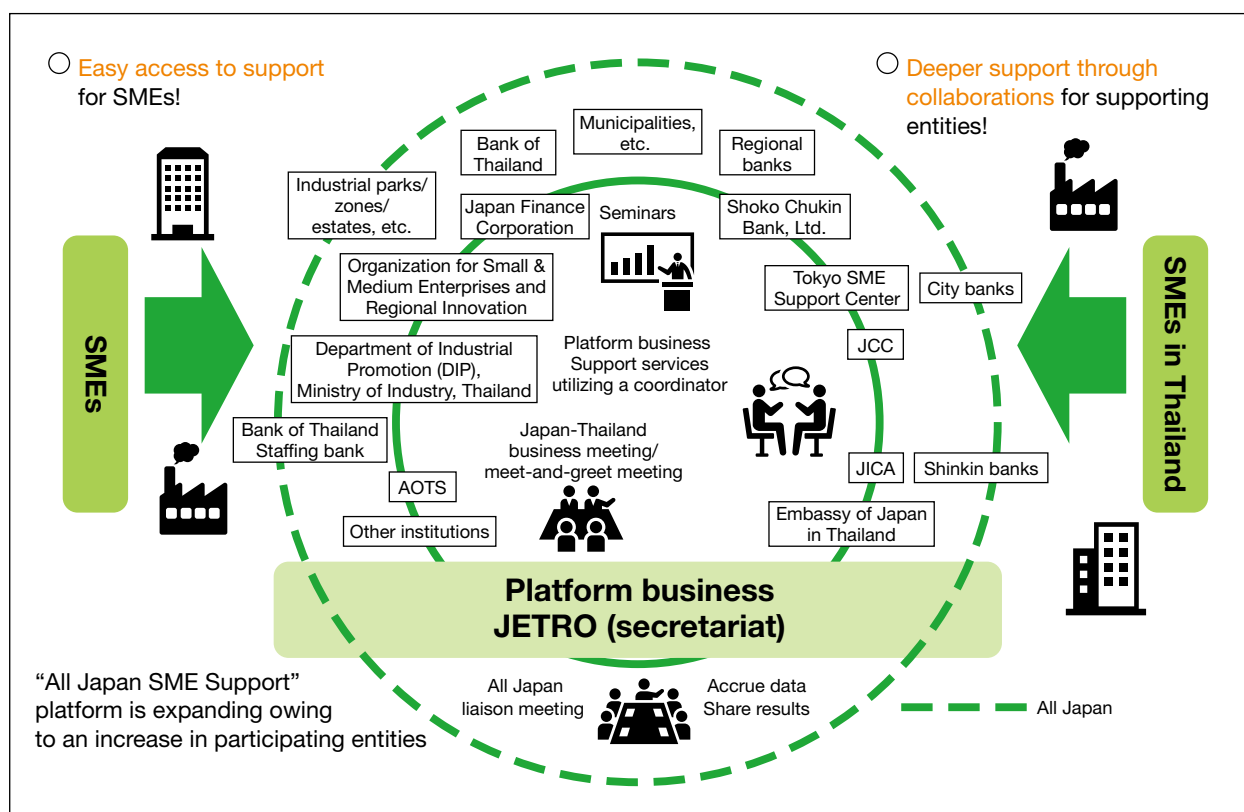 Easy access to support
for SMEs!
Deeper support through
collaborations for supporting
entities!
Municipalities,
etc.
Bank of
Thailand
Regional
banks
Industrial parks/
zones/
estates, etc.
Japan Finance
Corporation
Seminars
Shoko Chukin
Bank, Ltd.
Organization for Small &
Medium Enterprises and
Regional Innovation
Tokyo SME
Support Center
City banks
SMEs
SMEs in Thailand
Department of Industrial
Promotion (DIP),
Ministry of Industry, Thailand
Platform business
Support services
utilizing a coordinator
JCC
Bank of Thailand
Staffing bank
Japan-Thailand
business meeting/
meet-and-greet meeting
JICA
Shinkin banks
AOTS
Other institutions
Embassy of Japan
in Thailand
Platform business
JETRO (secretariat)
"All Japan SME Support"
platform is expanding owing
to an increase in participating entities
All Japan
liaison meeting
Accrue data
Share results
All Japan